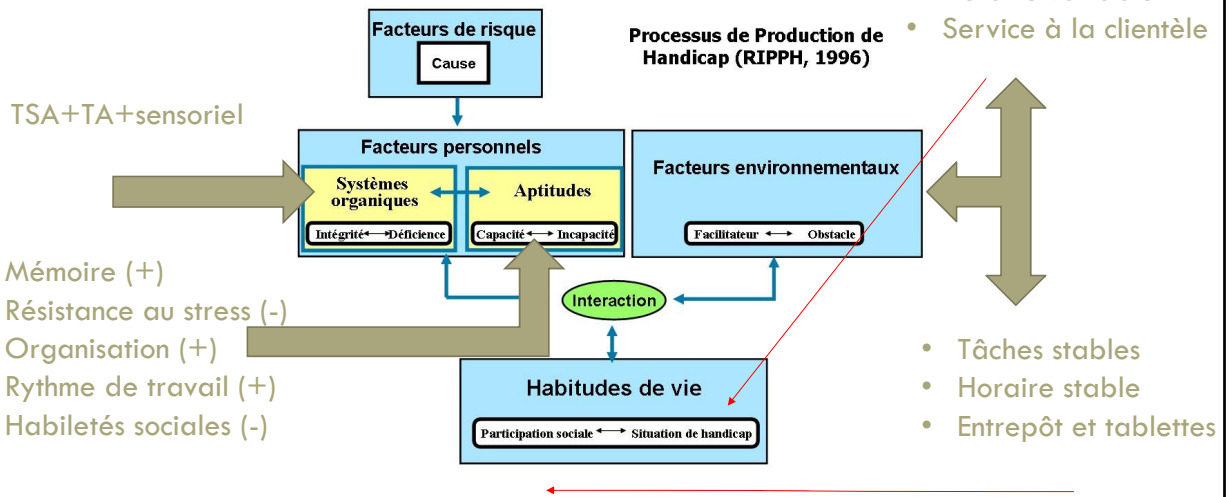 Facteurs de risque
Cause
Processus de Production de
Handicap (RIPPH, 1996)
• Service à la clientèle
TSA+TA+sensoriel
Facteurs personnels
Systèmes
organiques
Intégrité Déficience
Aptitudes
Capacité Incapacité
Facteurs environnementaux
Facilitateur Obstacle
Mémoire (+)
Résistance au stress (-)
Organisation (+)
Rythme de travail (+)
Habiletés sociales (-)
Interaction
Habitudes de vie
Participation sociale Situation de handicap
• Tâches stables
• Horaire stable
• Entrepôt et tablettes